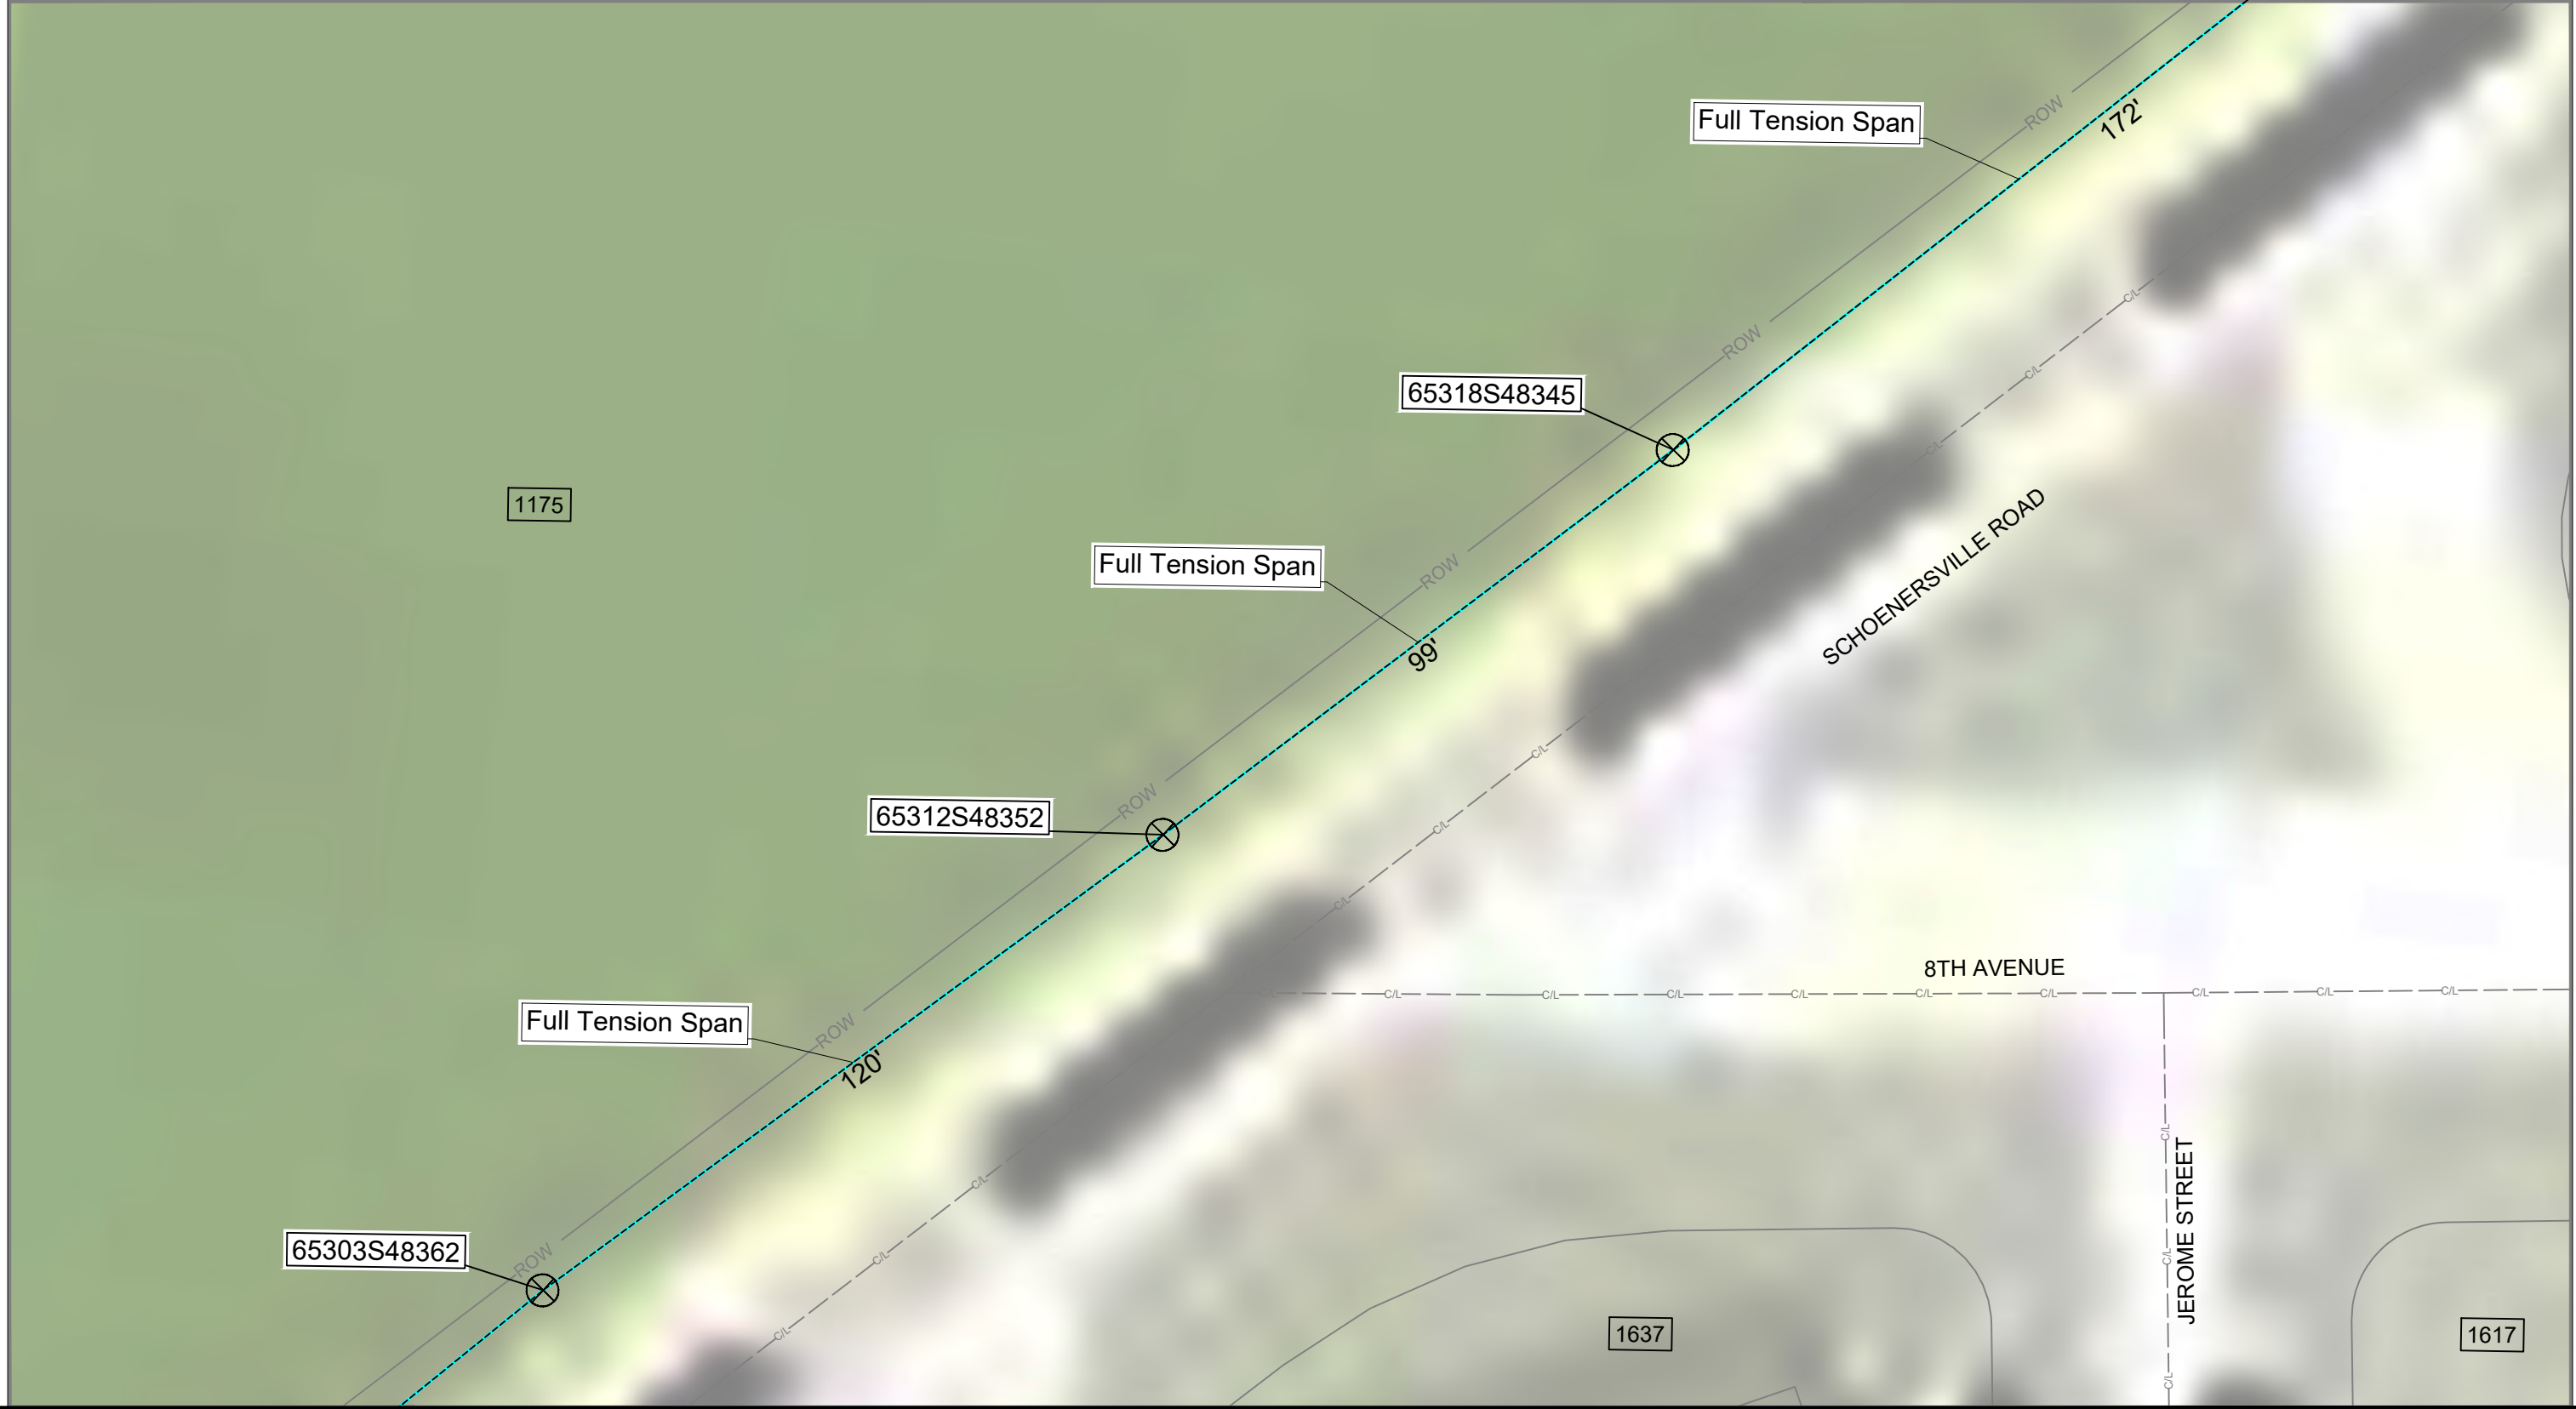 ROW
Full Tension Span
172'
C/L
ROW
C/L
65318S48345
C/L
1175
SCHOENERSVILLE ROAD
Full Tension Span
ROW
99'
C/L
ROW
65312S48352
C/L
C/L
8TH AVENUE
C/L C/L C/L C/L C/L C/L C/L C/L C/L
Full Tension Span
ROW
120'
C/L
C/L
JEROME STREET
65303S48362
ROW
C/L
C/L
C/L
1637
1617
C/L